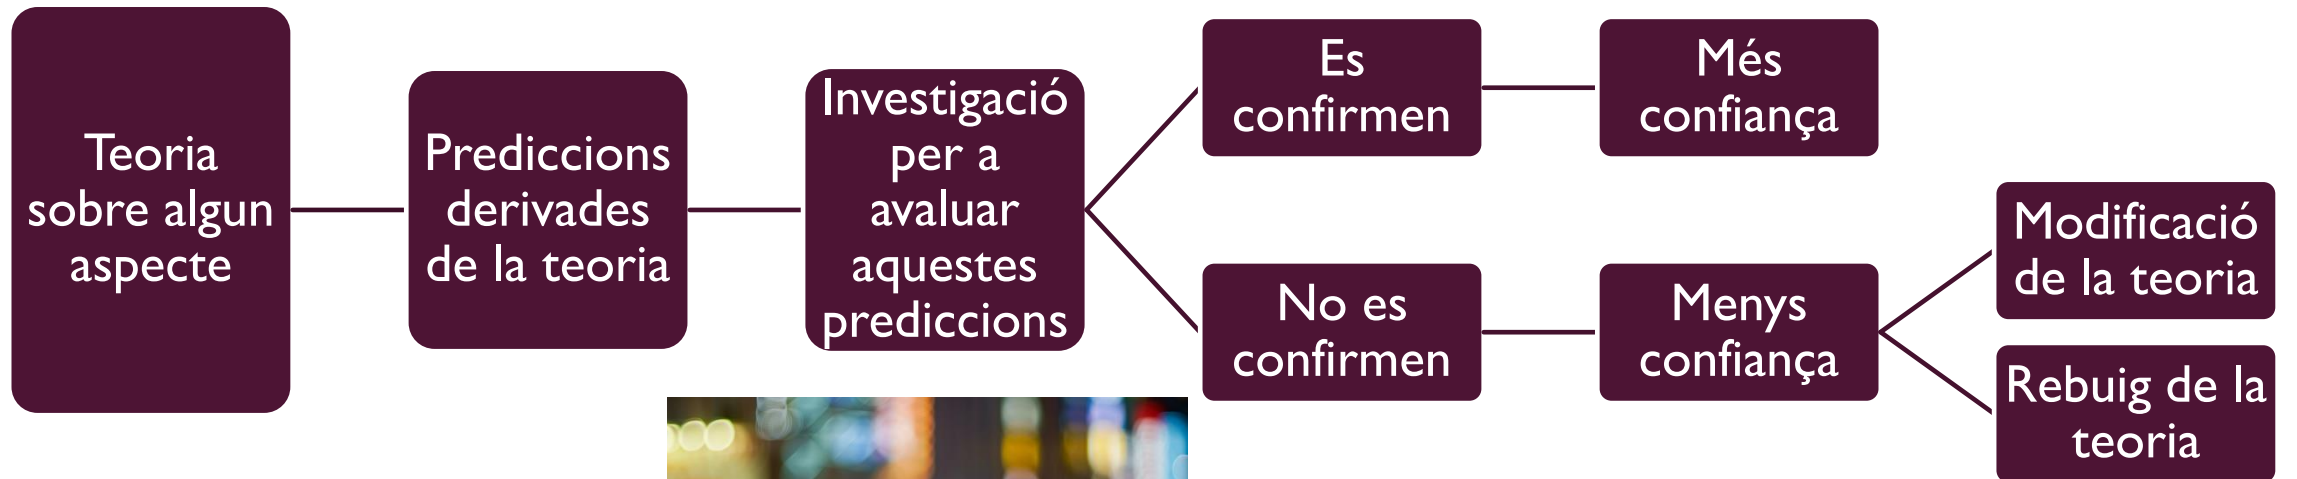 Teoria
sobre algun
aspecte
Prediccions
derivades
de la teoria
Investigació
per a
avaluar
aquestes
prediccions
Es
confirmen
Més
confiança
No es
confirmen
Menys
confiança
Modificació
de la teoria
Rebuig de la
teoria